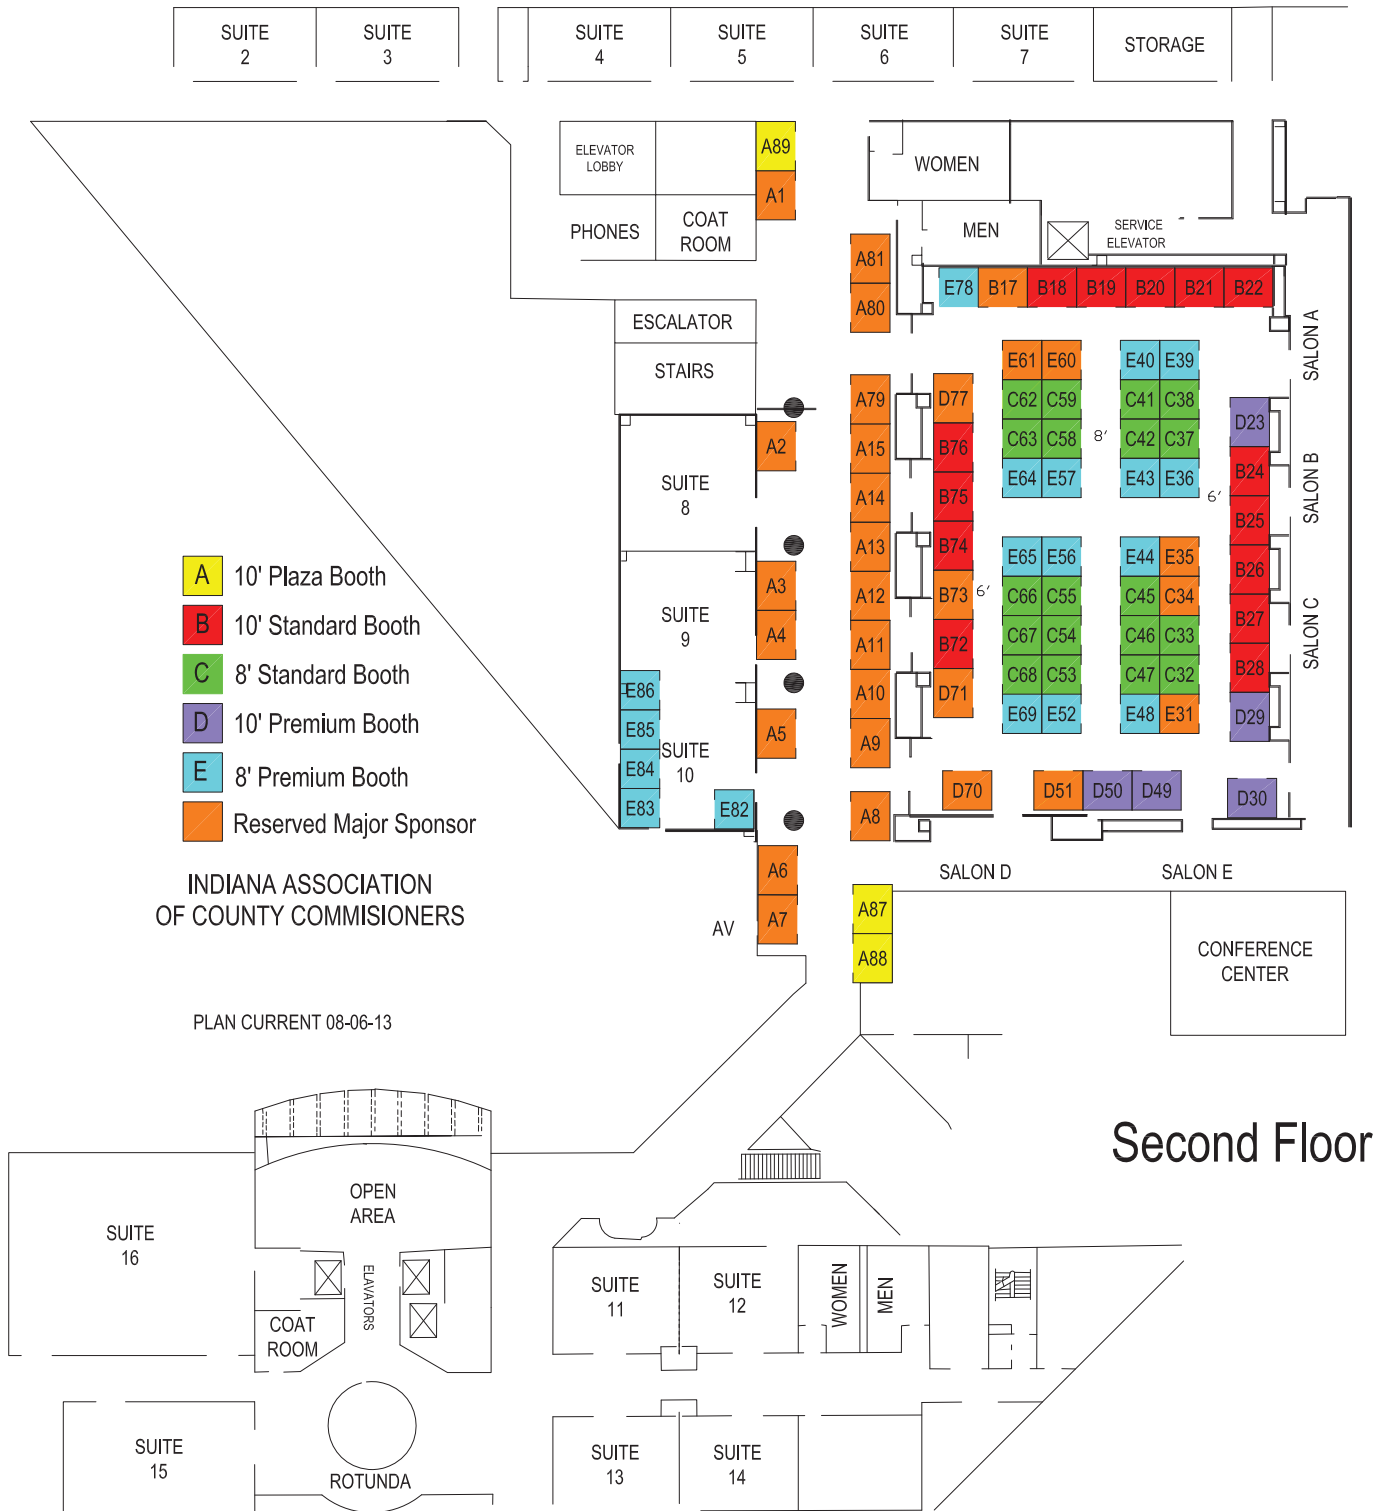 SUITE
2
SUITE
3
SUITE
4
SUITE
5
SUITE
6
SUITE
7
STORAGE
ELEVATOR
LOBBY
A89
WOMEN
A1
PHONES
COAT
ROOM
MEN
SERVICE
ELEVATOR
A81
A80
E78
B17
B18
B19
B20
B21
B22
ESCALATOR
STAIRS
SALON A
E61
E60
E40
E39
A79
D77
C62
C59
C41
C38
D23
A2
A15
B76
C63
C58
8'
C42
C37
SUITE
8
A14
B75
E64
E57
E43
E36
6'
B24
SALON B
B25
A13
B74
E65
E56
E44
E35
B26
A3
A12
B73
6'
C66
C55
C45
C34
SUITE
9
A4
A11
B72
C67
C54
C46
C33
B27
SALON C
E86
A10
D71
C68
C53
C47
C32
B28
E85
A5
A9
E69
E52
E48
E31
D29
SUITE
10
E84
E83
E82
A8
D70
D51
D50
D49
D30
A 10' Plaza Booth
B 10' Standard Booth
C 8' Standard Booth
D 10' Premium Booth
E 8' Premium Booth
Reserved Major Sponsor
INDIANA ASSOCIATION
OF COUNTY COMMISIONERS
A6
A7
AV
SALON D
SALON E
A87
A88
CONFERENCE
CENTER
PLAN CURRENT 08-06-13
Second Floor
OPEN
AREA
SUITE
16
ELAVATORS
COAT
ROOM
SUITE
11
SUITE
12
WOMEN
MEN
SUITE
15
ROTUNDA
SUITE
13
SUITE
14